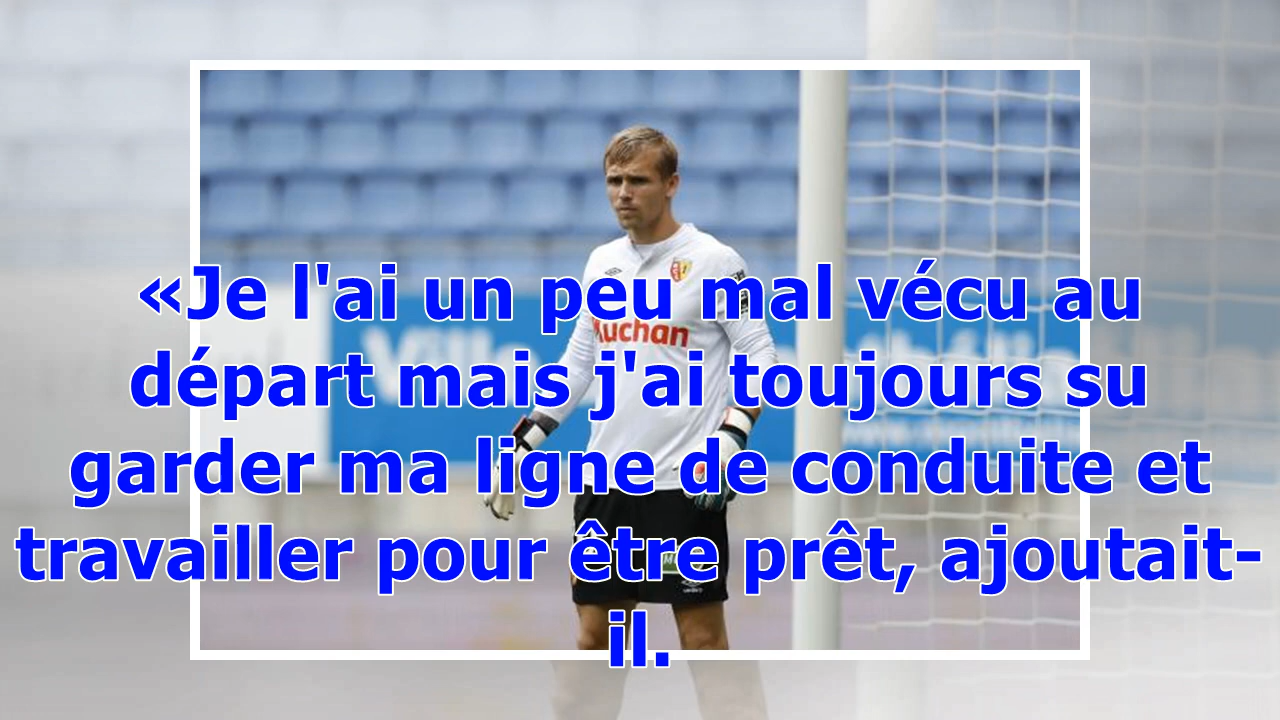 «Je l'ai un peu mal vécu au
départ mais j'ai toujours su
garder ma ligne de conduite et
travailler pour être prêt, ajoutait-
il.
Auchan